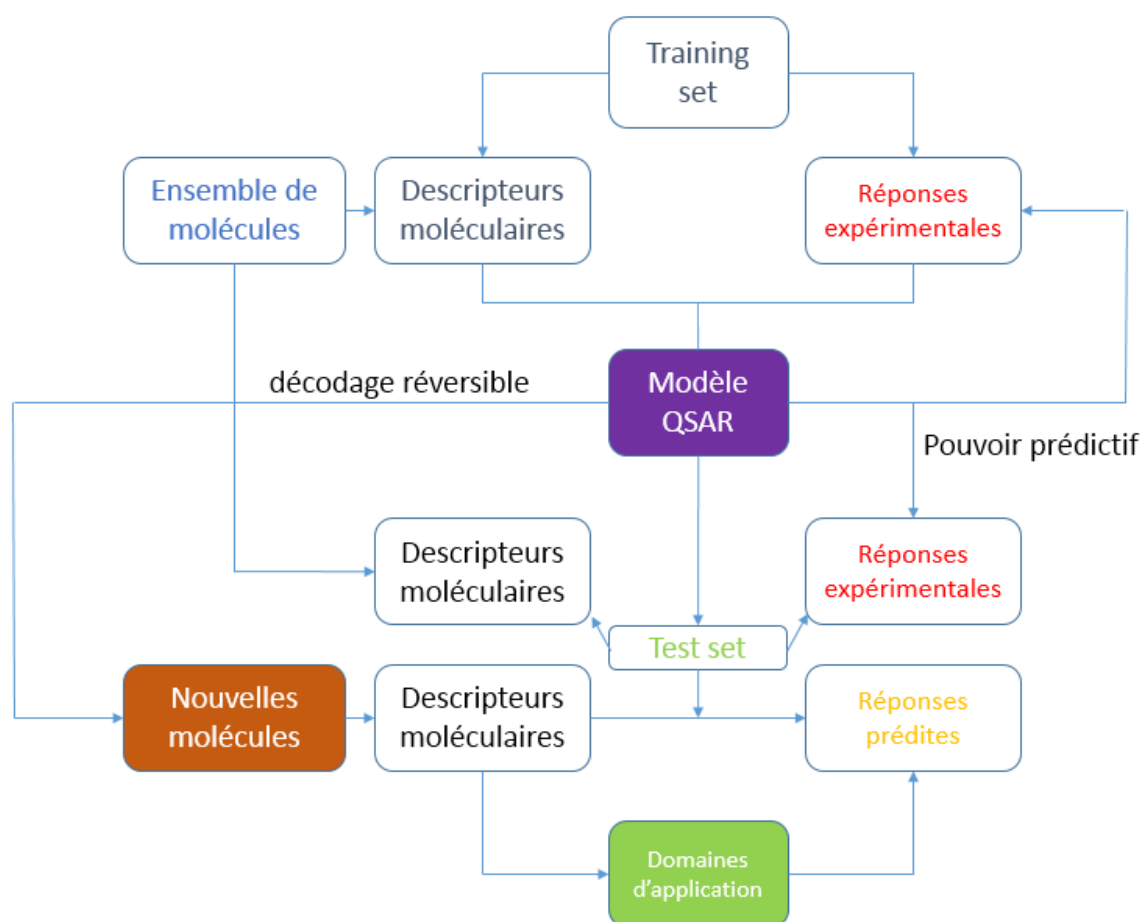 Training
set
Ensemble de
molécules
Descripteurs
moléculaires
Réponses
expérimentales
décodage réversible
Modèle
QSAR
Pouvoir prédictif
Descripteurs
moléculaires
Réponses
expérimentales
Test set
Nouvelles
molécules
Descripteurs
moléculaires
Réponses
prédites
Domaines
d'application